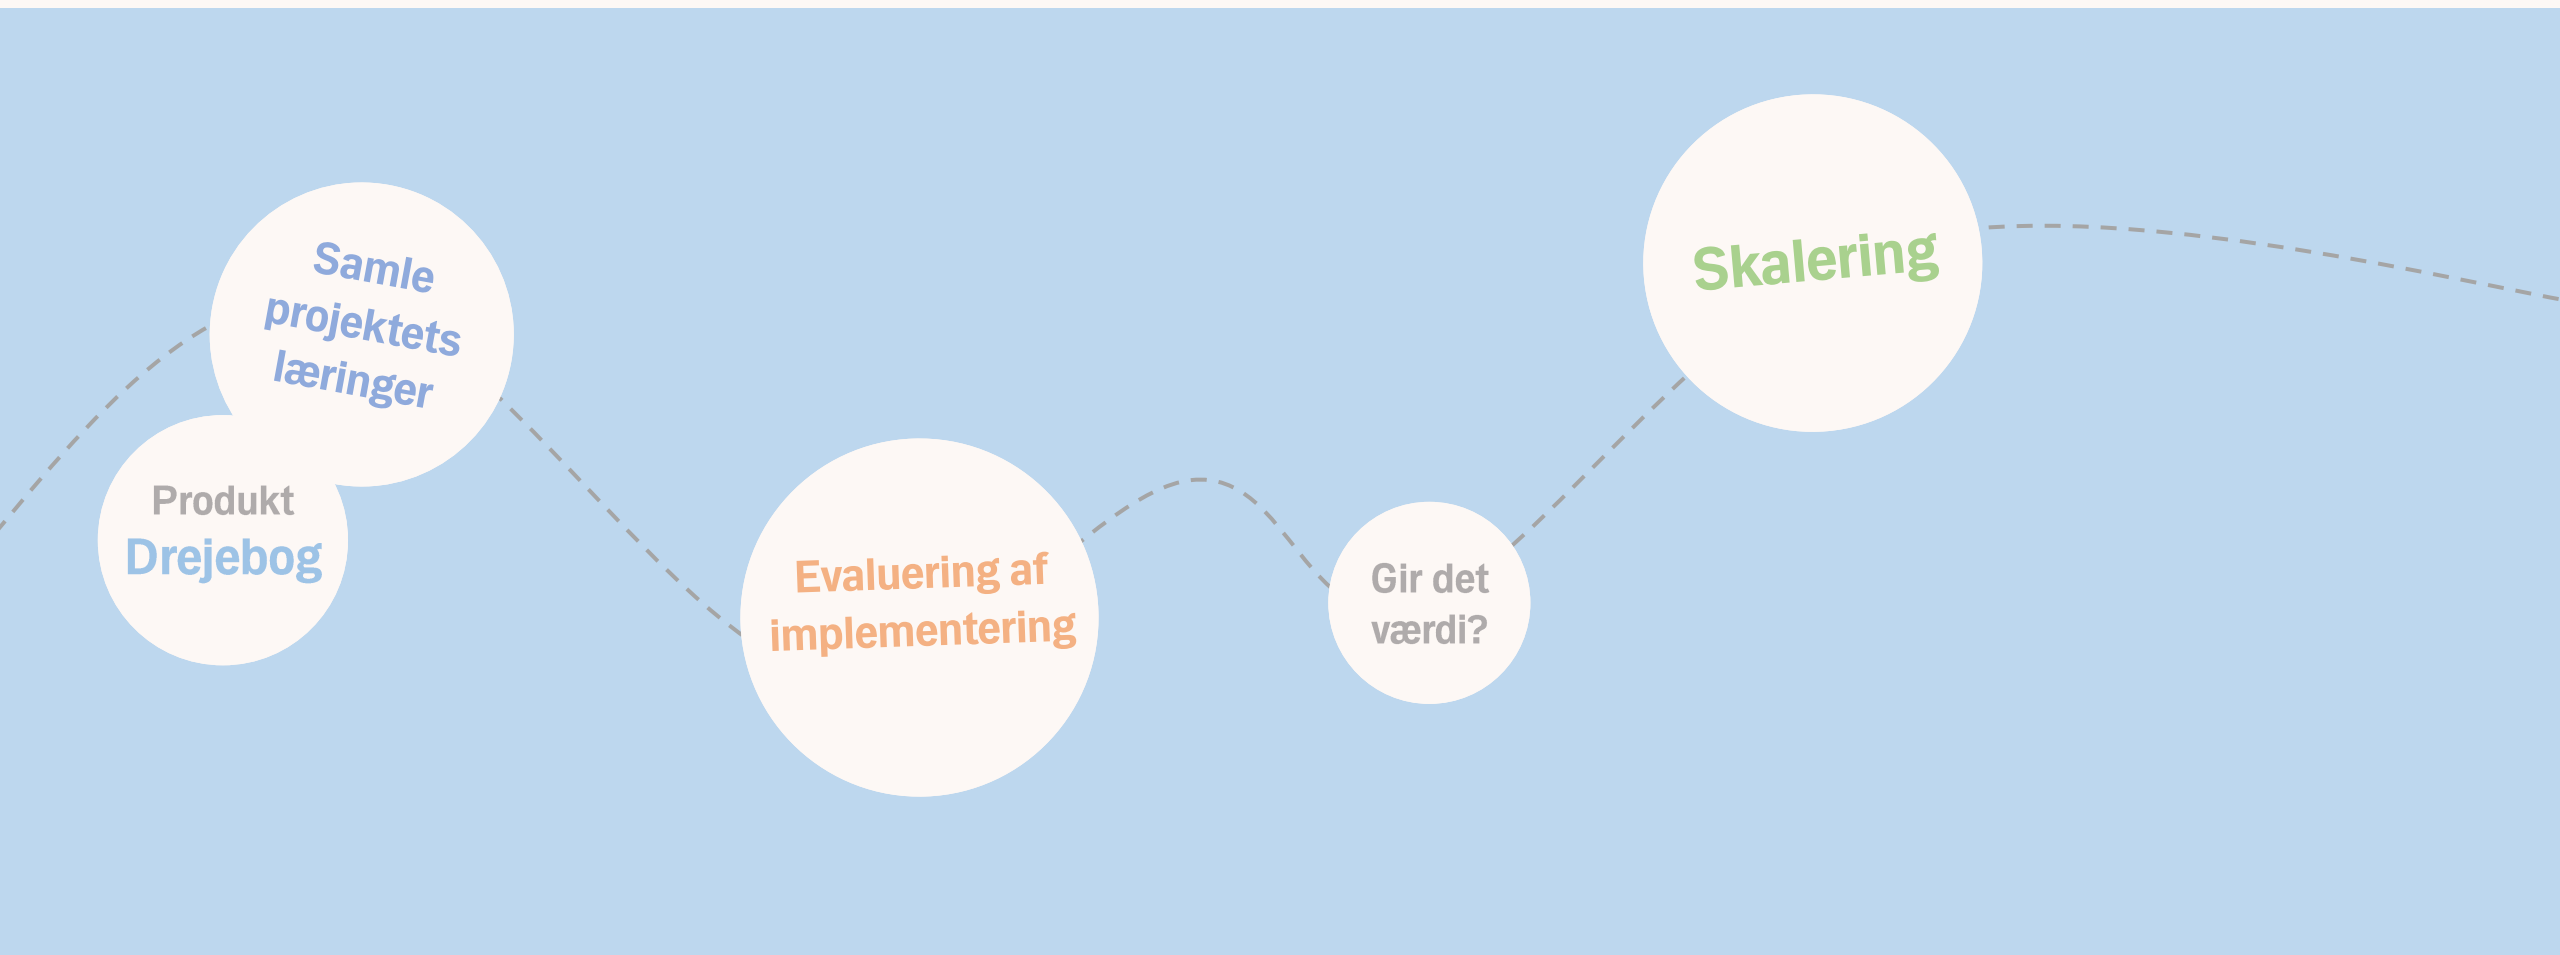 Samle
projektets
læringer
Produkt
Drejebog
Evaluering af
implementering
Gir det
værdi?
Skalering